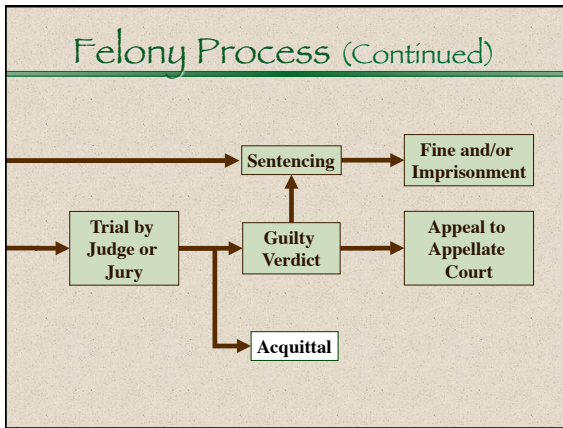 Felony Process (Continued)
Sentencing
Fine and/or
Imprisonment
Trial by
Judge or
Jury
Guilty
Verdict
Appeal to
Appellate
Court
Acquittal